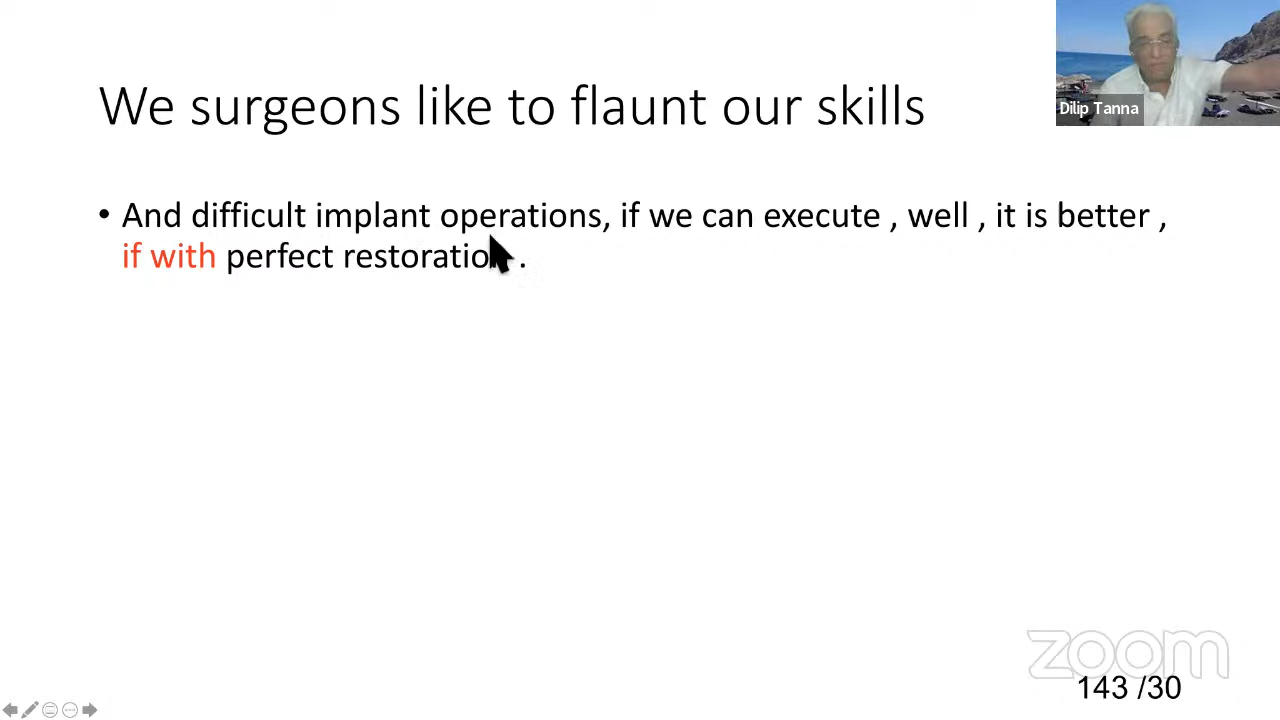 We surgeons like to flaunt our skills
Dilip Tanna
• And difficult implant operations, if we can execute , well , it is better ,
if with perfect restoration .
zoom
143 /30